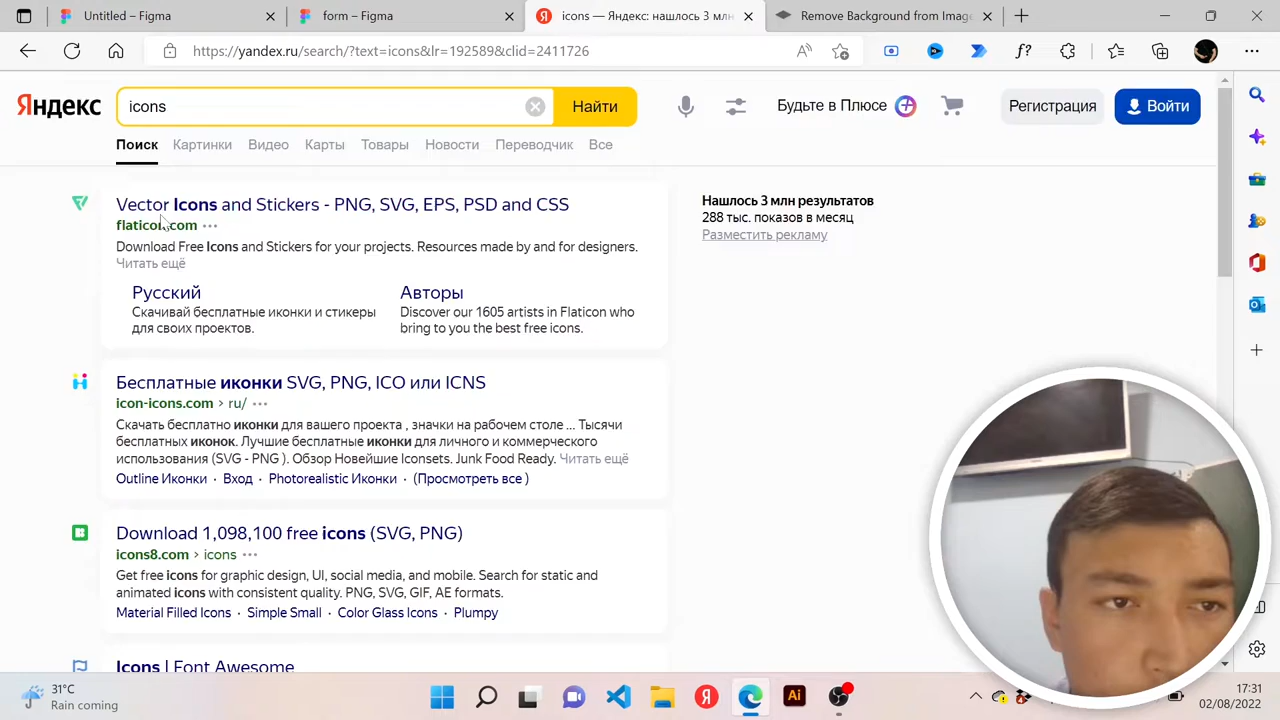 Untitled – Figma
form – Figma
icons — Яндекс: нашлось 3 млн
Remove Background from Imag
https://yandex.ru/search/?text=icons&lr=192589&clid=2411726
Яндекс
icons
Найти
Будьте в Плюсе
Регистрация
Войти
Поиск Картинки Видео Карты Товары Новости Переводчик Все
Vector Icons and Stickers - PNG, SVG, EPS, PSD and CSS
flaticon.com
Download Free Icons and Stickers for your projects. Resources made by and for designers.
Читать ещё
Русский
Скачивай бесплатные иконки и стикеры
для своих проектов.
Авторы
Discover our 1605 artists in Flaticon who
bring to you the best free icons.
Нашлось 3 млн результатов
288 тыс. показов в месяц
Разместить рекламу
Бесплатные иконки SVG, PNG, ICO или ICNS
icon-icons.com › ru/
Скачать бесплатно иконки для вашего проекта , значки на рабочем столе ... Тысячи
бесплатных иконок. Лучшие бесплатные иконки для личного и коммерческого
использования (SVG - PNG ). Обзор Новейшие Iconsets. Junk Food Ready. Читать ещё
Outline Иконки · Вход · Photorealistic Иконки · (Просмотреть все )
Download 1,098,100 free icons (SVG, PNG)
icons8.com › icons
Get free icons for graphic design, UI, social media, and mobile. Search for static and
animated icons with consistent quality. PNG, SVG, GIF, AE formats.
Material Filled Icons · Simple Small · Color Glass Icons · Plumpy
Icons | Font Awesome
31°C
Rain coming
17:31
02/08/2022